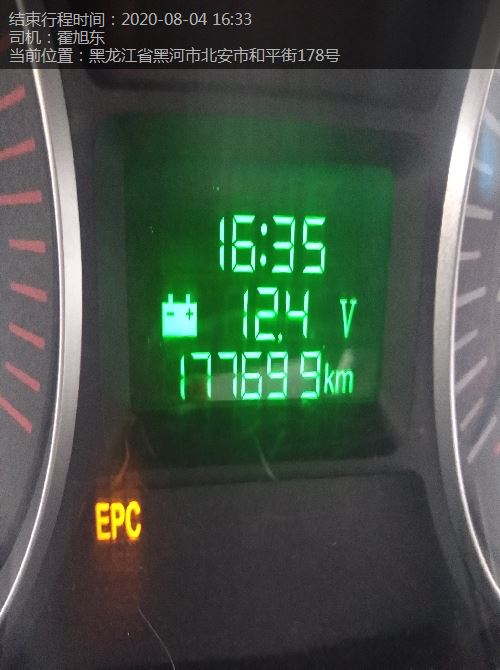 结束行程时间：2020-08-04 16:33
司机：霍旭东
当前位置：黑龙江省黑河市北安市和平街178号
16:35
- + 12.4 V
177699km
EPC